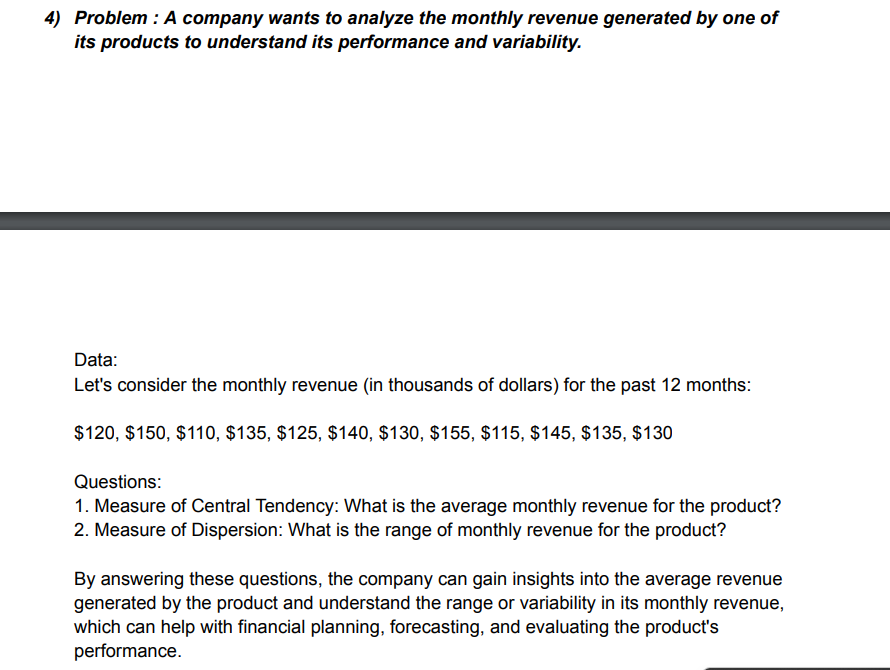 4) Problem : A company wants to analyze the monthly revenue generated by one of
its products to understand its performance and variability.
Data:
Let's consider the monthly revenue (in thousands of dollars) for the past 12 months:
$120, $150, $110, $135, $125, $140, $130, $155, $115, $145, $135, $130
Questions:
1. Measure of Central Tendency: What is the average monthly revenue for the product?
2. Measure of Dispersion: What is the range of monthly revenue for the product?
By answering these questions, the company can gain insights into the average revenue
generated by the product and understand the range or variability in its monthly revenue,
which can help with financial planning, forecasting, and evaluating the product's
performance.